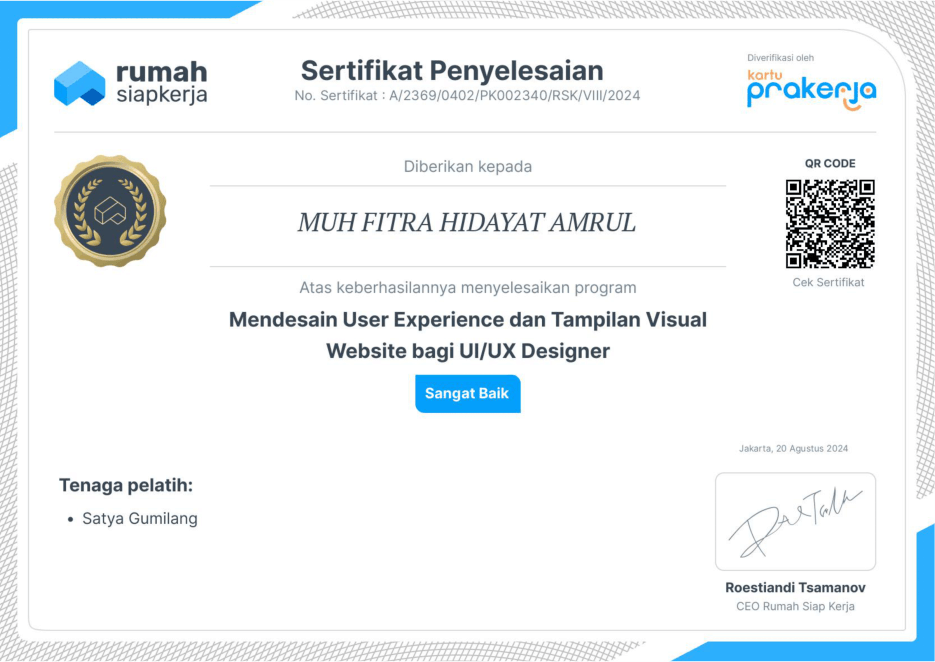 rumah
siapkerja
Sertifikat Penyelesaian
No. Sertifikat : A/2369/0402/PK002340/RSK/VIII/2024
Diverifikasi oleh
kartu
prakerja
Diberikan kepada
QR CODE
MUH FITRA HIDAYAT AMRUL
Cek Sertifikat
Atas keberhasilannya menyelesaikan program
Mendesain User Experience dan Tampilan Visual
Website bagi UI/UX Designer
Sangat Baik
Jakarta, 20 Agustus 2024
Tenaga pelatih:
• Satya Gumilang
Roestiandi Tsamanov
CEO Rumah Siap Kerja